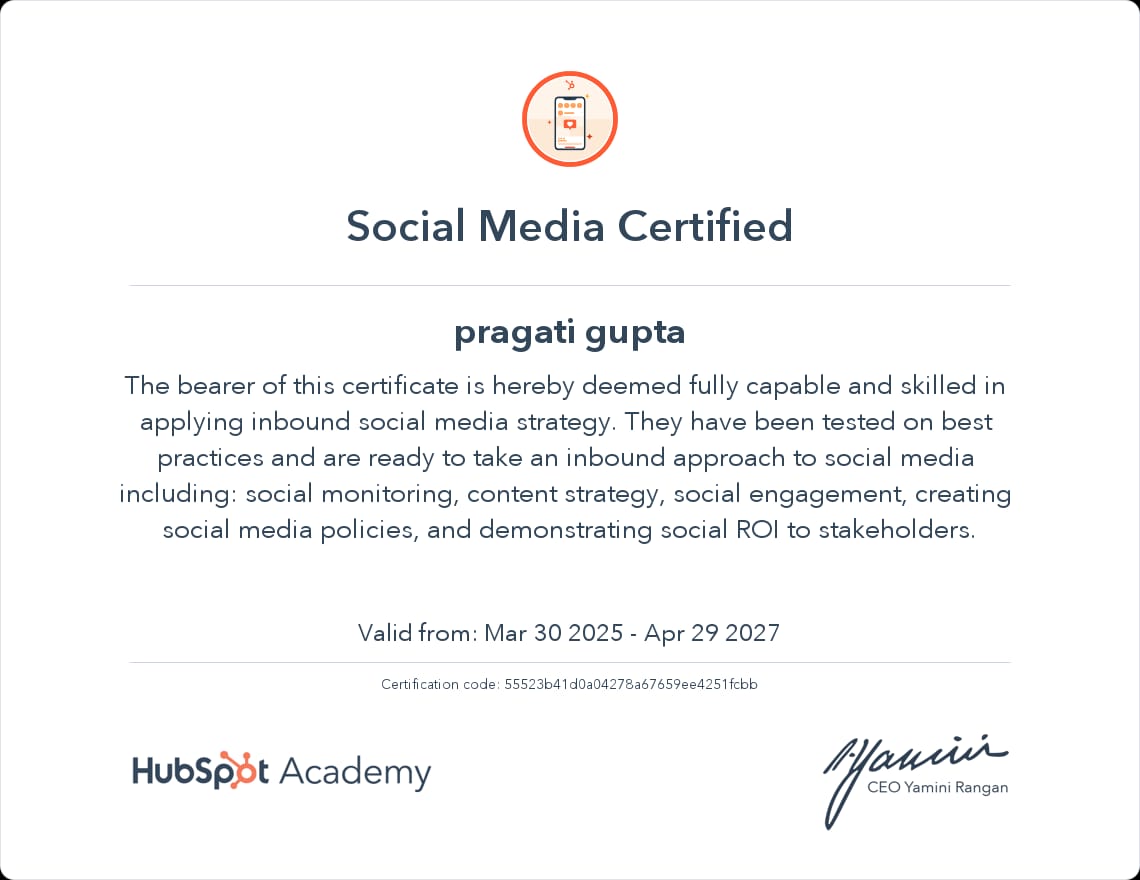 Social Media Certified
pragati gupta
The bearer of this certificate is hereby deemed fully capable and skilled in
applying inbound social media strategy. They have been tested on best
practices and are ready to take an inbound approach to social media
including: social monitoring, content strategy, social engagement, creating
social media policies, and demonstrating social ROI to stakeholders.
Valid from: Mar 30 2025 - Apr 29 2027
Certification code: 55523b41d0a04278a67659ee4251fcbb
HubSpot Academy
CEO Yamini Rangan